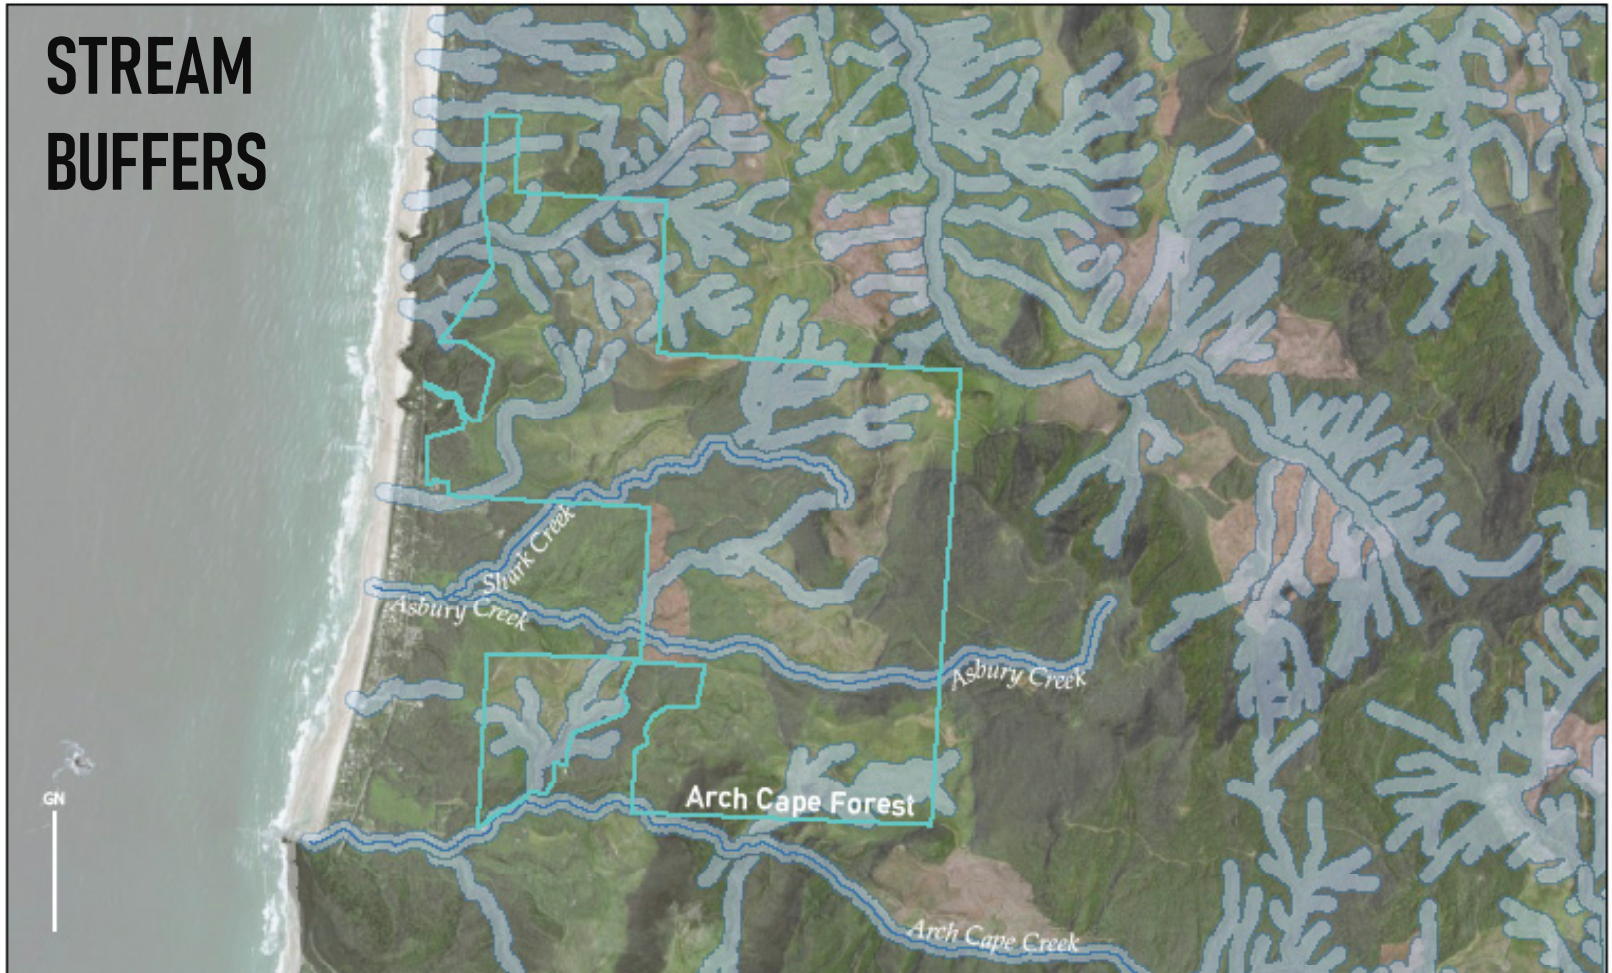 STREAM
BUFFERS
Shark Creek
Asbury Creek
Asbury Creek
GN
Arch Cape Forest
Arch Cape Creek